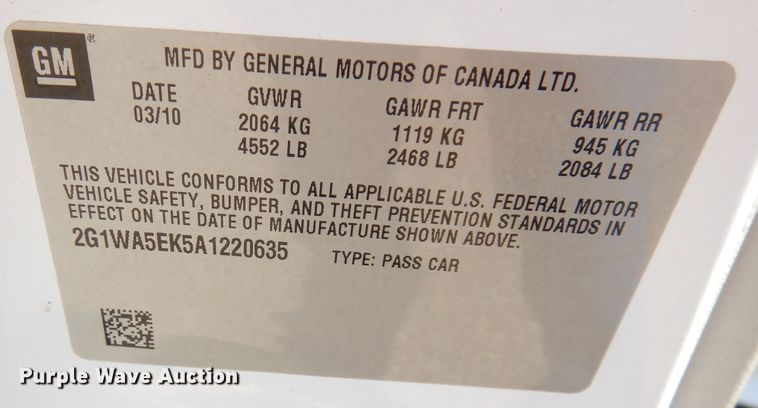 GM
MFD BY GENERAL MOTORS OF CANADA LTD.
DATE GVWR GAWR FRT GAWR RR
03/10 2064 KG 1119 KG 945 KG
4552 LB 2468 LB 2084 LB
THIS VEHICLE CONFORMS TO ALL APPLICABLE U.S. FEDERAL MOTOR
VEHICLE SAFETY, BUMPER, AND THEFT PREVENTION STANDARDS IN
EFFECT ON THE DATE OF MANUFACTURE SHOWN ABOVE.
2G1WA5EK5A1220635 TYPE: PASS CAR
Purple Wave Auction